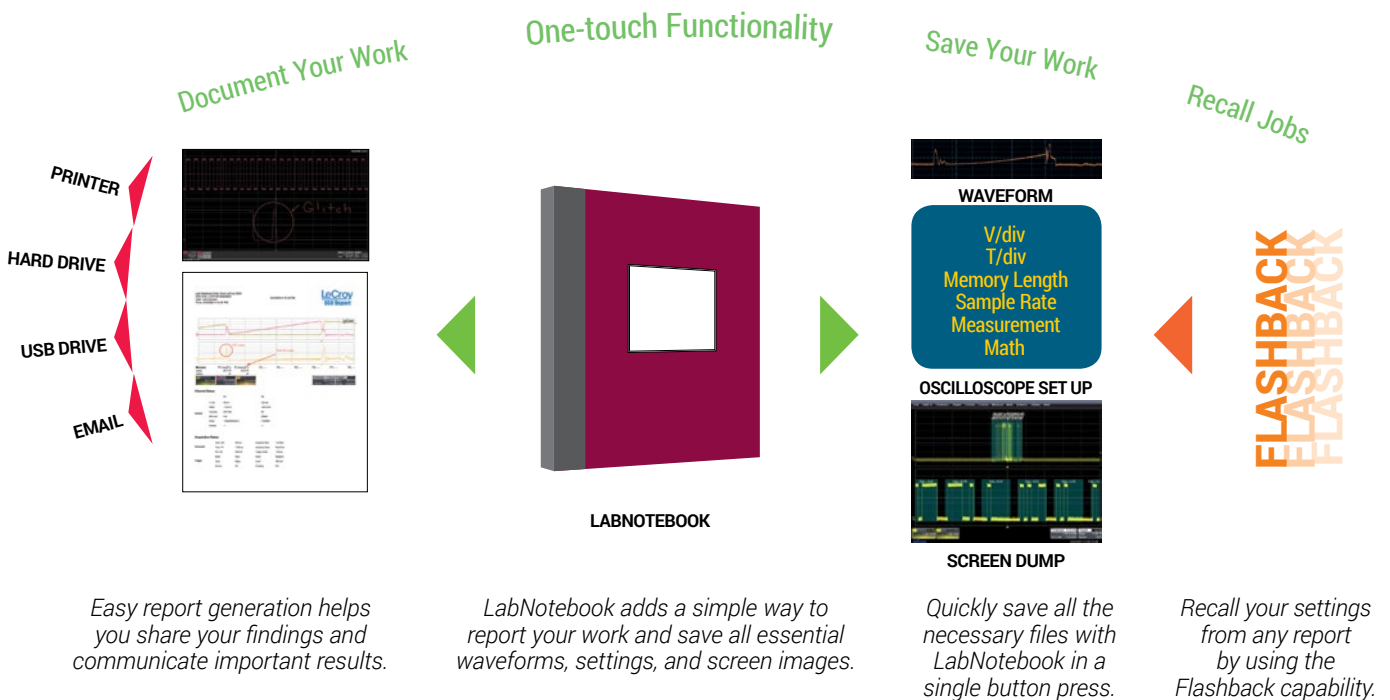 Document Your Work
One-touch Functionality
Save Your Work
Recall Jobs
PRINTER
HARD DRIVE
USB DRIVE
EMAIL
Glitch
LeCroy
LABNOTEBOOK
WAVEFORM
V/div
T/div
Memory Length
Sample Rate
Measurement
Math
OSCILLOSCOPE SET UP
SCREEN DUMP
FLASHBACK
FLASHBACK
FLASHBACK
Easy report generation helps
you share your findings and
communicate important results.
LabNotebook adds a simple way to
report your work and save all essential
waveforms, settings, and screen images.
Quickly save all the
necessary files with
LabNotebook in a
single button press.
Recall your settings
from any report
by using the
Flashback capability.